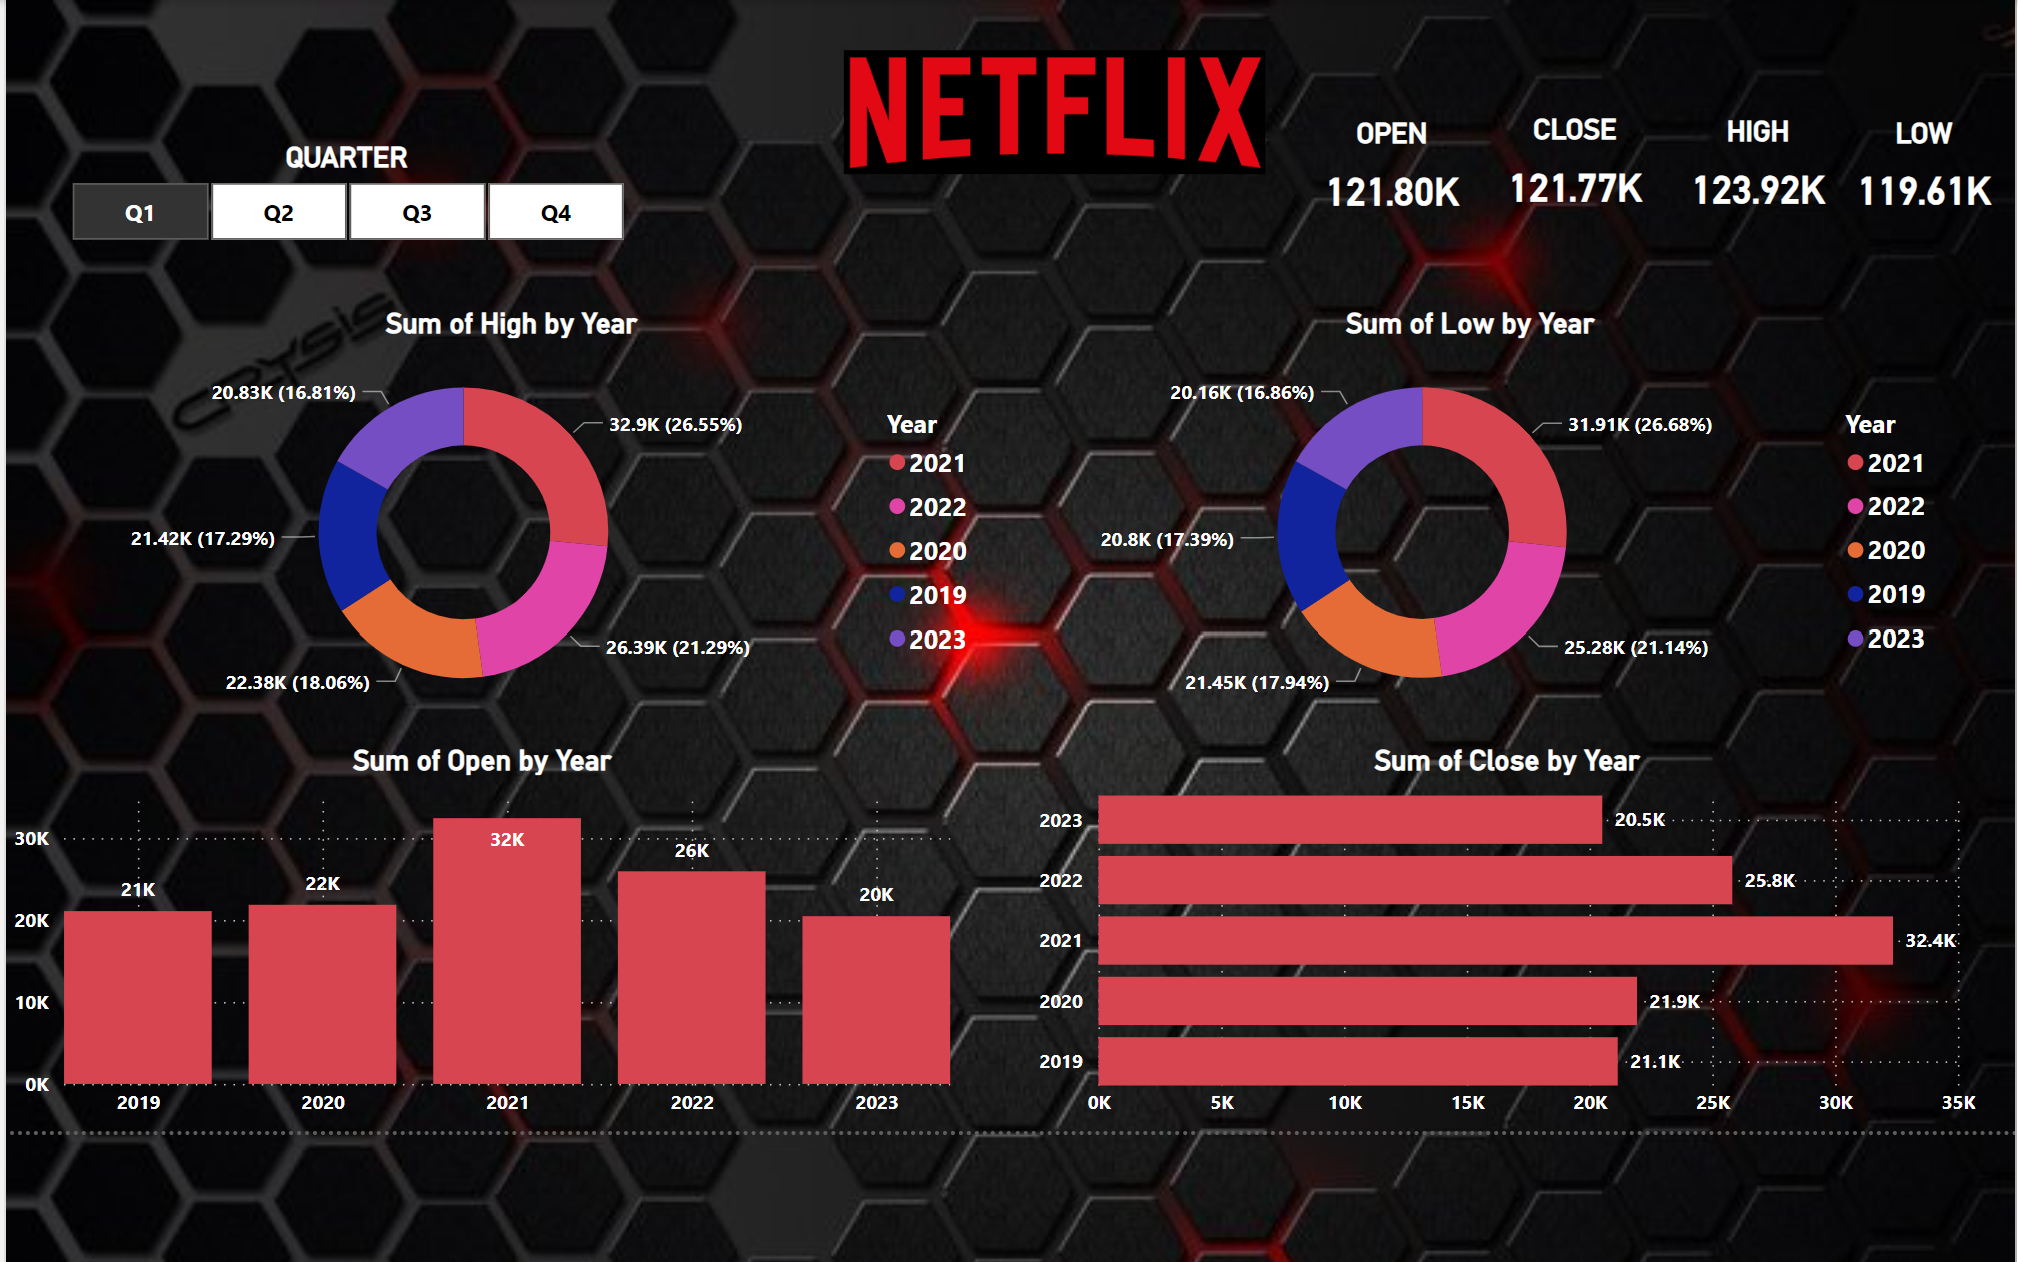 NETFLIX
OPEN
CLOSE
HIGH
LOW
121.80K
121.77K
123.92K
119.61K
QUARTER
Q1
Q2
Q3
Q4
CRYSIS
Sum of High by Year
20.83K (16.81%)
32.9K (26.55%)
21.42K (17.29%)
26.39K (21.29%)
22.38K (18.06%)
Year
2021
2022
2020
2019
2023
Sum of Low by Year
20.16K (16.86%)
31.91K (26.68%)
20.8K (17.39%)
25.28K (21.14%)
21.45K (17.94%)
Year
2021
2022
2020
2019
2023
Sum of Open by Year
30K
20K
10K
0K
21K
22K
32K
26K
20K
2019
2020
2021
2022
2023
Sum of Close by Year
2023
20.5K
2022
25.8K
2021
32.4K
2020
21.9K
2019
21.1K
0K
5K
10K
15K
20K
25K
30K
35K